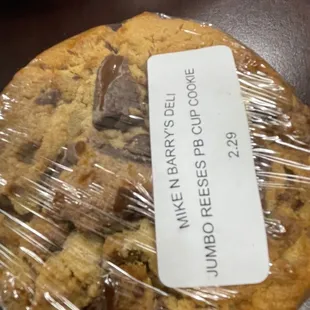 MIKE N BARRY'S DELI
JUMBO REESES PB CUP COOKIE
2.29